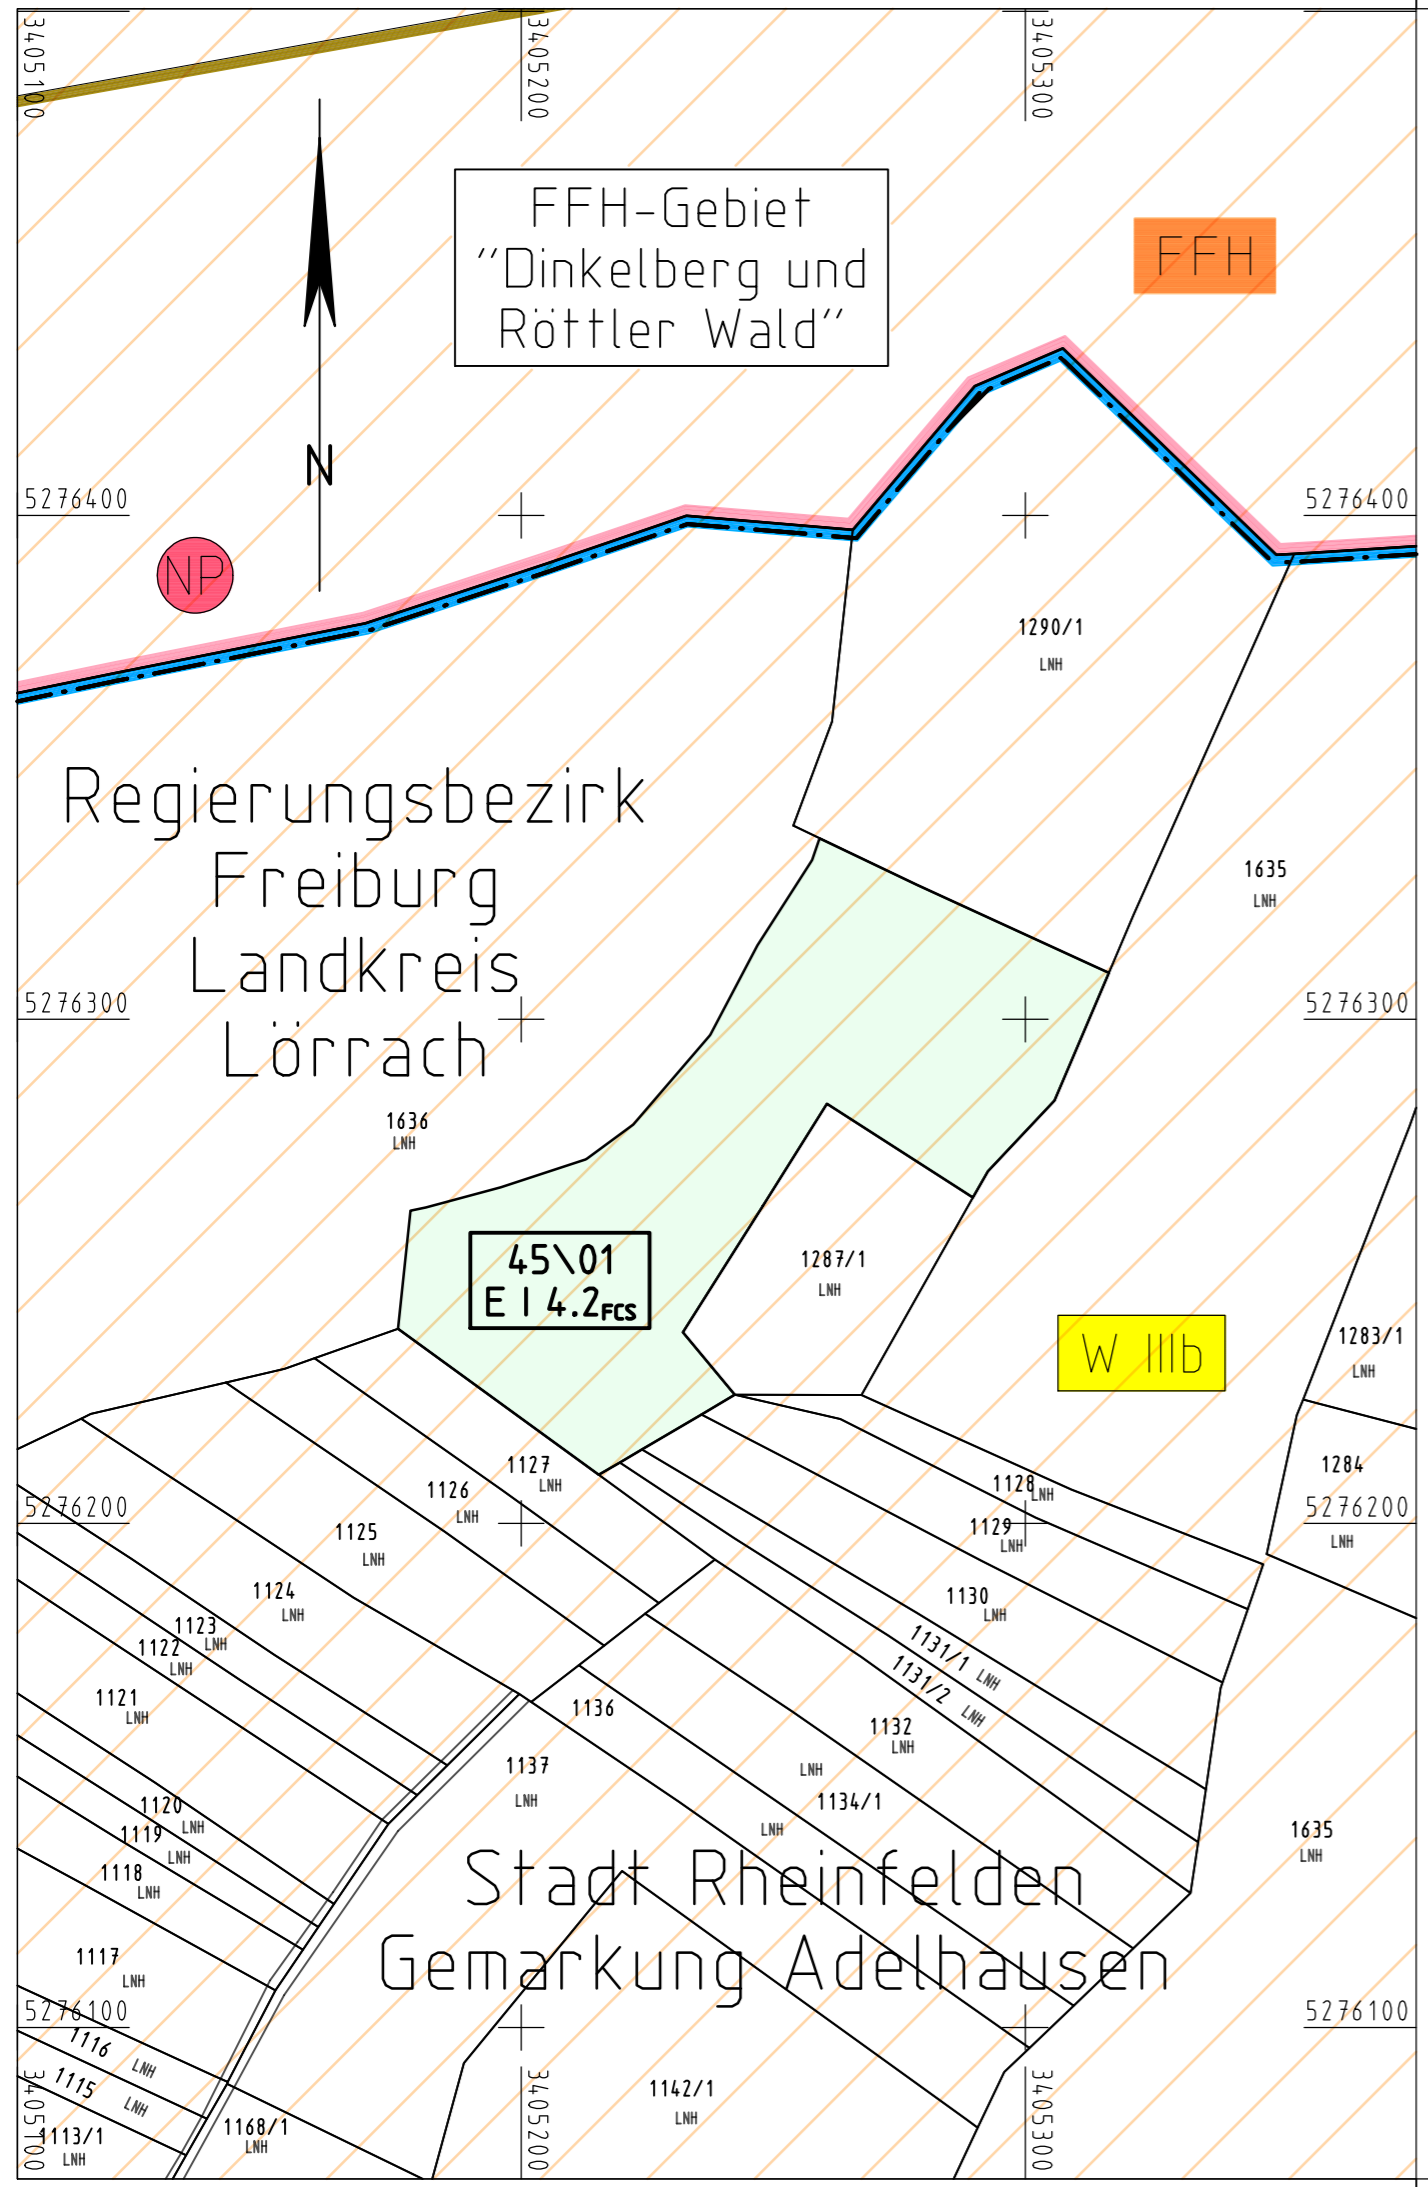 3405100
3405200
3405300
FFH-Gebiet
"Dinkelberg und
Röttler Wald"
FFH
N
5276400
5276400
NP
1290/1
LNH
Regierungsbezirk
Freiburg
Landkreis
Lörrach
1635
LNH
5276300
5276300
1636
LNH
45\01
E I 4.2FCS
1287/1
LNH
W IIIb
1283/1
LNH
1284
LNH
5276200
5276200
1127
LNH
1126
LNH
1125
LNH
1124
LNH
1123
LNH
1122
LNH
1121
LNH
1128
LNH
1129
LNH
1130
LNH
1131/1 LNH
1131/2 LNH
1132
LNH
1136
LNH
1134/1
LNH
1137
LNH
1120
LNH
1119
LNH
1118
LNH
1117
LNH
1635
LNH
Stadt Rheinfelden
Gemarkung Adelhausen
5276100
5276100
1116
LNH
1115
LNH
1113/1
LNH
1168/1
LNH
1142/1
LNH
3405100
3405200
3405300